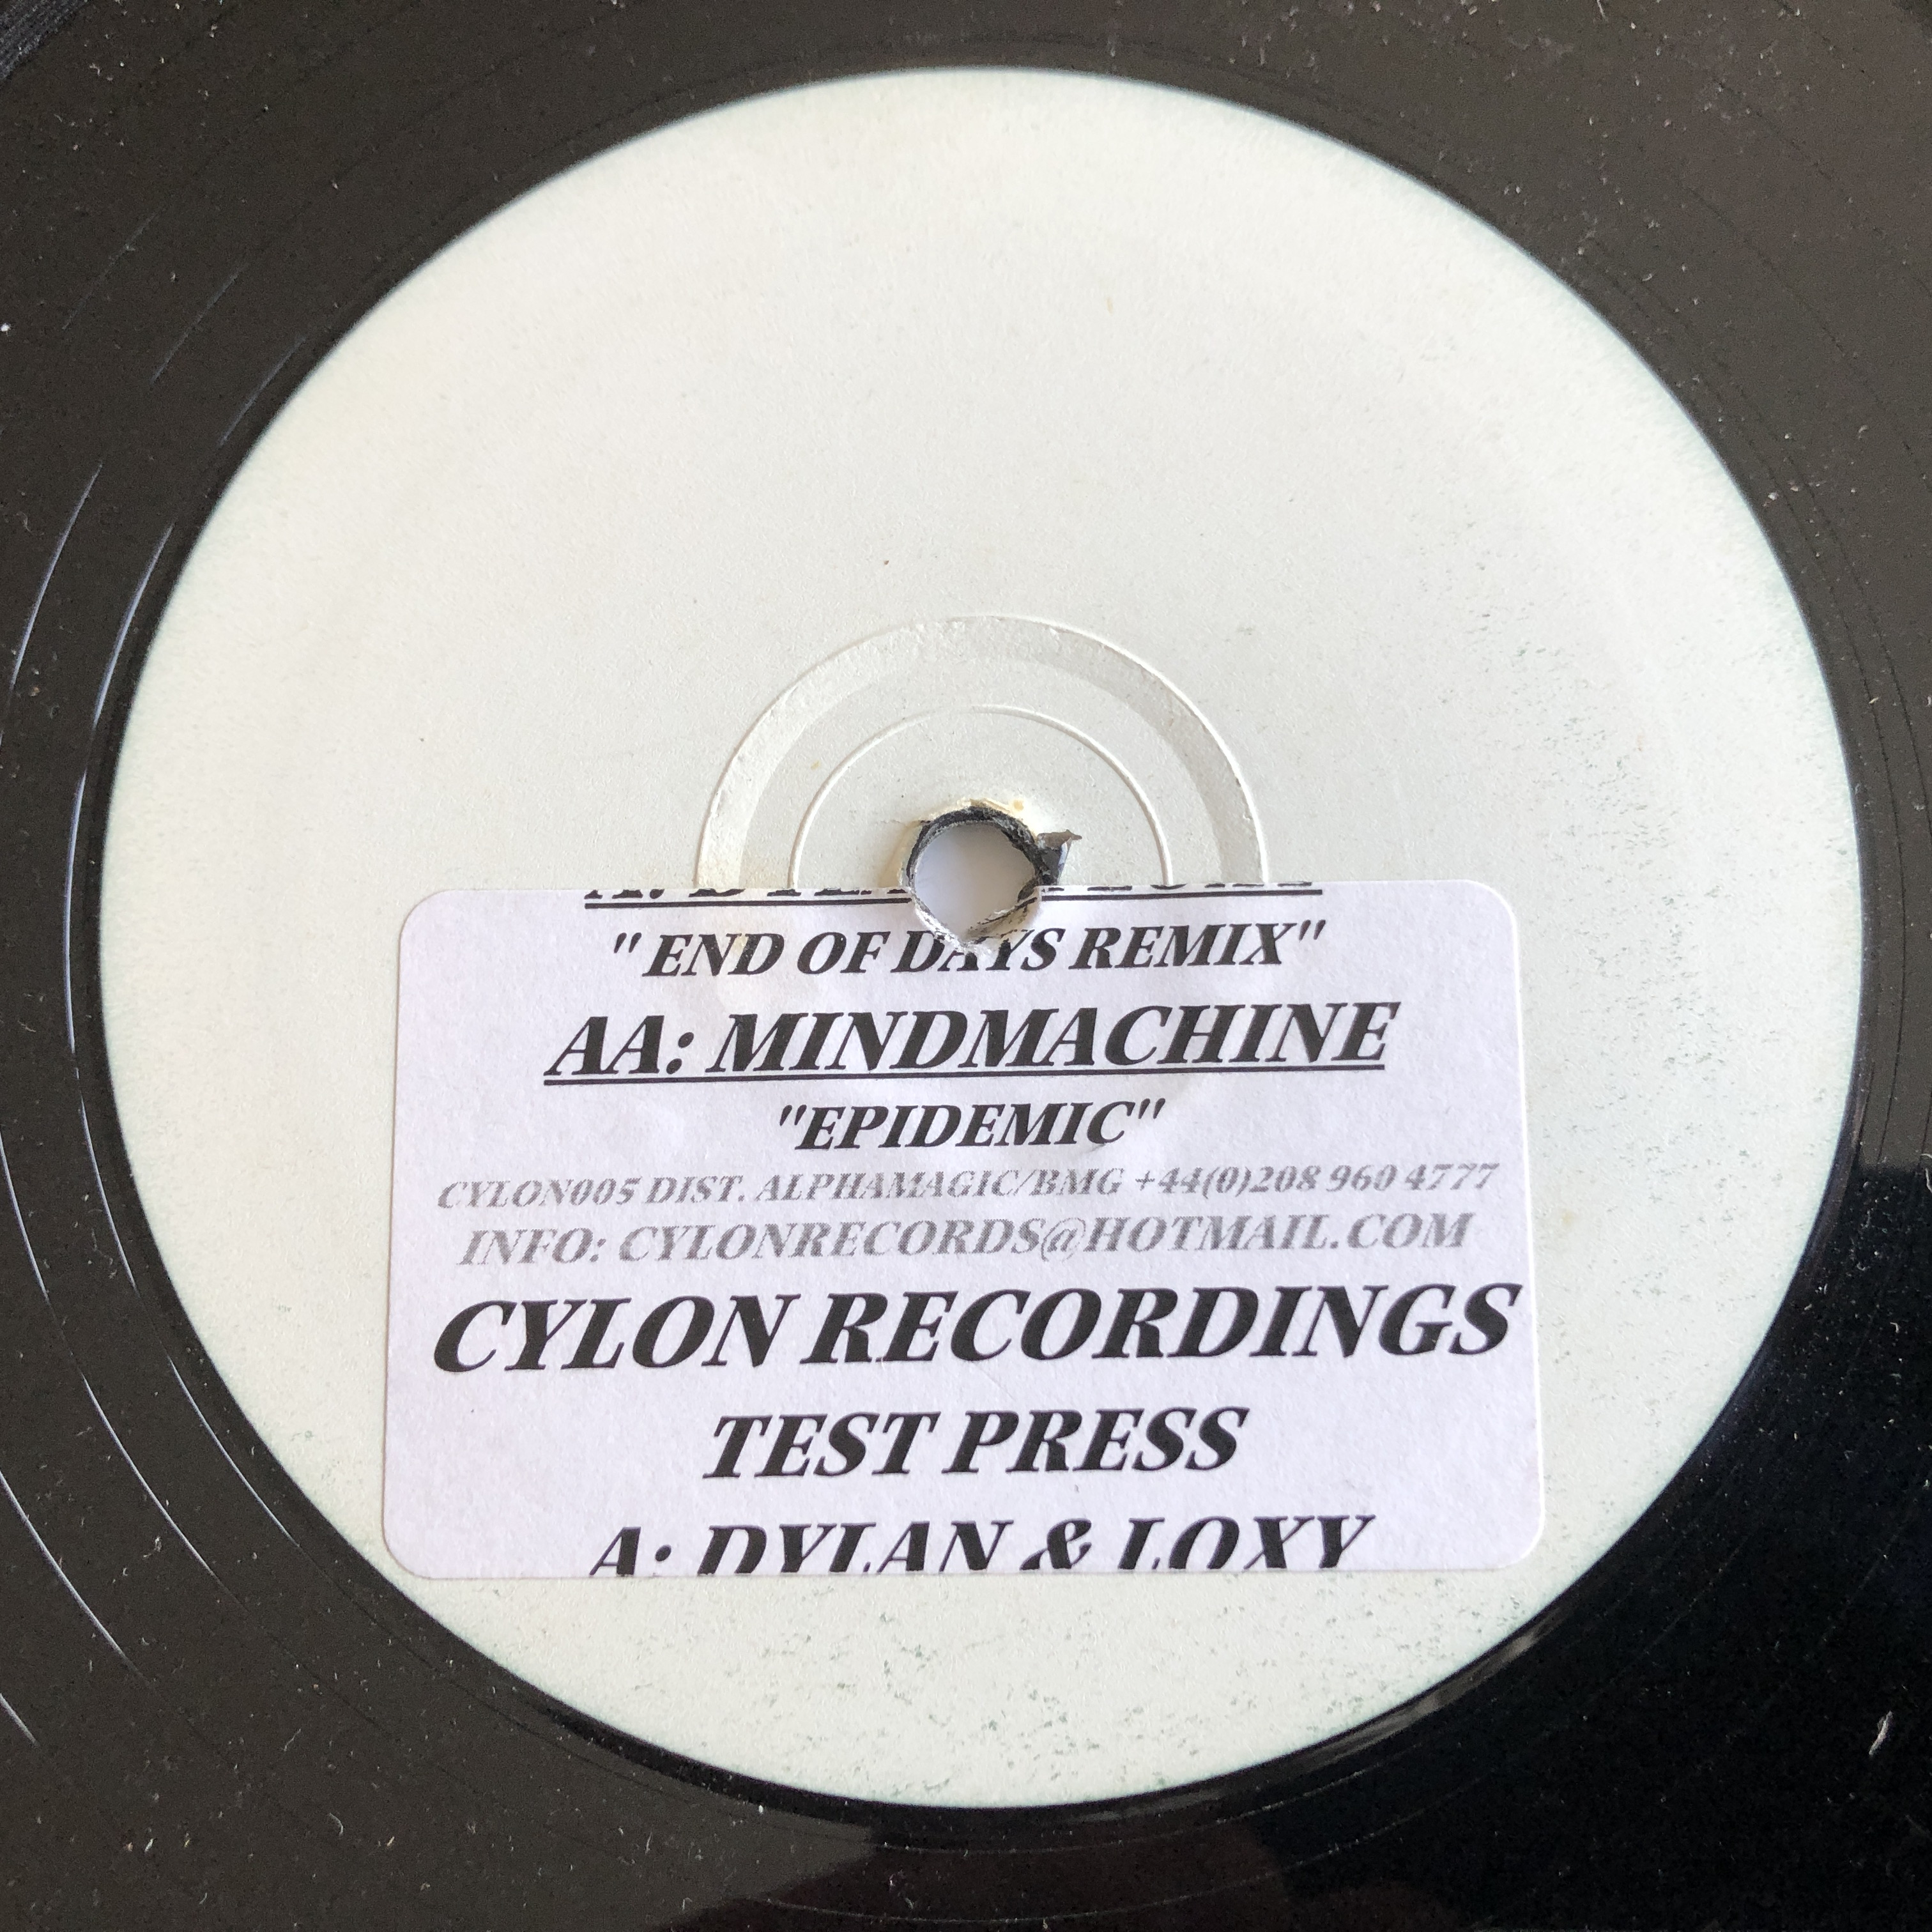 "END OF DAYS REMIX"
AA: MINDMACHINE
"EPIDEMIC"
CYLON005 DIST. ALPHAMAGIC/BMG +44(0)208 960 4777
INFO: CYLONRECORDS@HOTMAIL.COM
CYLON RECORDINGS
TEST PRESS
A: DYLAN & LOXY